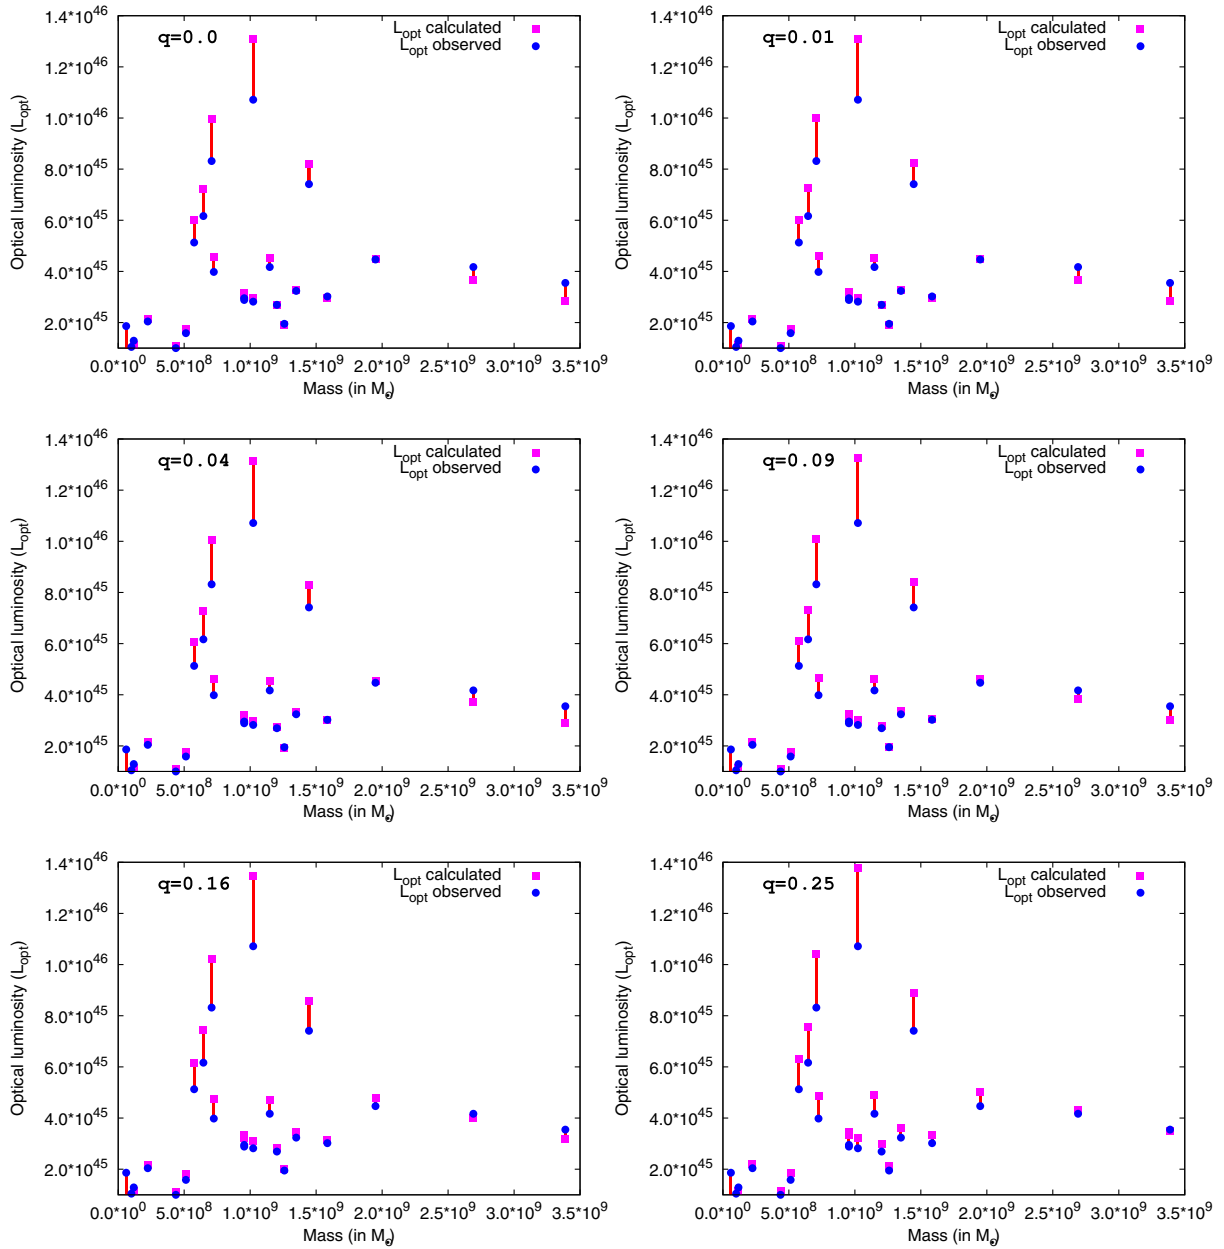 1.4*10^46
1.2*10^46
1.0*10^46
8.0*10^45
6.0*10^45
4.0*10^45
2.0*10^45
Optical luminosity (L_opt)
q=0.0
L_opt calculated
L_opt observed
0.0*10^0 5.0*10^8 1.0*10^9 1.5*10^9 2.0*10^9 2.5*10^9 3.0*10^9 3.5*10^9
Mass (in M_⊙)
1.4*10^46
1.2*10^46
1.0*10^46
8.0*10^45
6.0*10^45
4.0*10^45
2.0*10^45
Optical luminosity (L_opt)
q=0.01
L_opt calculated
L_opt observed
0.0*10^0 5.0*10^8 1.0*10^9 1.5*10^9 2.0*10^9 2.5*10^9 3.0*10^9 3.5*10^9
Mass (in M_⊙)
1.4*10^46
1.2*10^46
1.0*10^46
8.0*10^45
6.0*10^45
4.0*10^45
2.0*10^45
Optical luminosity (L_opt)
q=0.04
L_opt calculated
L_opt observed
0.0*10^0 5.0*10^8 1.0*10^9 1.5*10^9 2.0*10^9 2.5*10^9 3.0*10^9 3.5*10^9
Mass (in M_⊙)
1.4*10^46
1.2*10^46
1.0*10^46
8.0*10^45
6.0*10^45
4.0*10^45
2.0*10^45
Optical luminosity (L_opt)
q=0.09
L_opt calculated
L_opt observed
0.0*10^0 5.0*10^8 1.0*10^9 1.5*10^9 2.0*10^9 2.5*10^9 3.0*10^9 3.5*10^9
Mass (in M_⊙)
1.4*10^46
1.2*10^46
1.0*10^46
8.0*10^45
6.0*10^45
4.0*10^45
2.0*10^45
Optical luminosity (L_opt)
q=0.16
L_opt calculated
L_opt observed
0.0*10^0 5.0*10^8 1.0*10^9 1.5*10^9 2.0*10^9 2.5*10^9 3.0*10^9 3.5*10^9
Mass (in M_⊙)
1.4*10^46
1.2*10^46
1.0*10^46
8.0*10^45
6.0*10^45
4.0*10^45
2.0*10^45
Optical luminosity (L_opt)
q=0.25
L_opt calculated
L_opt observed
0.0*10^0 5.0*10^8 1.0*10^9 1.5*10^9 2.0*10^9 2.5*10^9 3.0*10^9 3.5*10^9
Mass (in M_⊙)